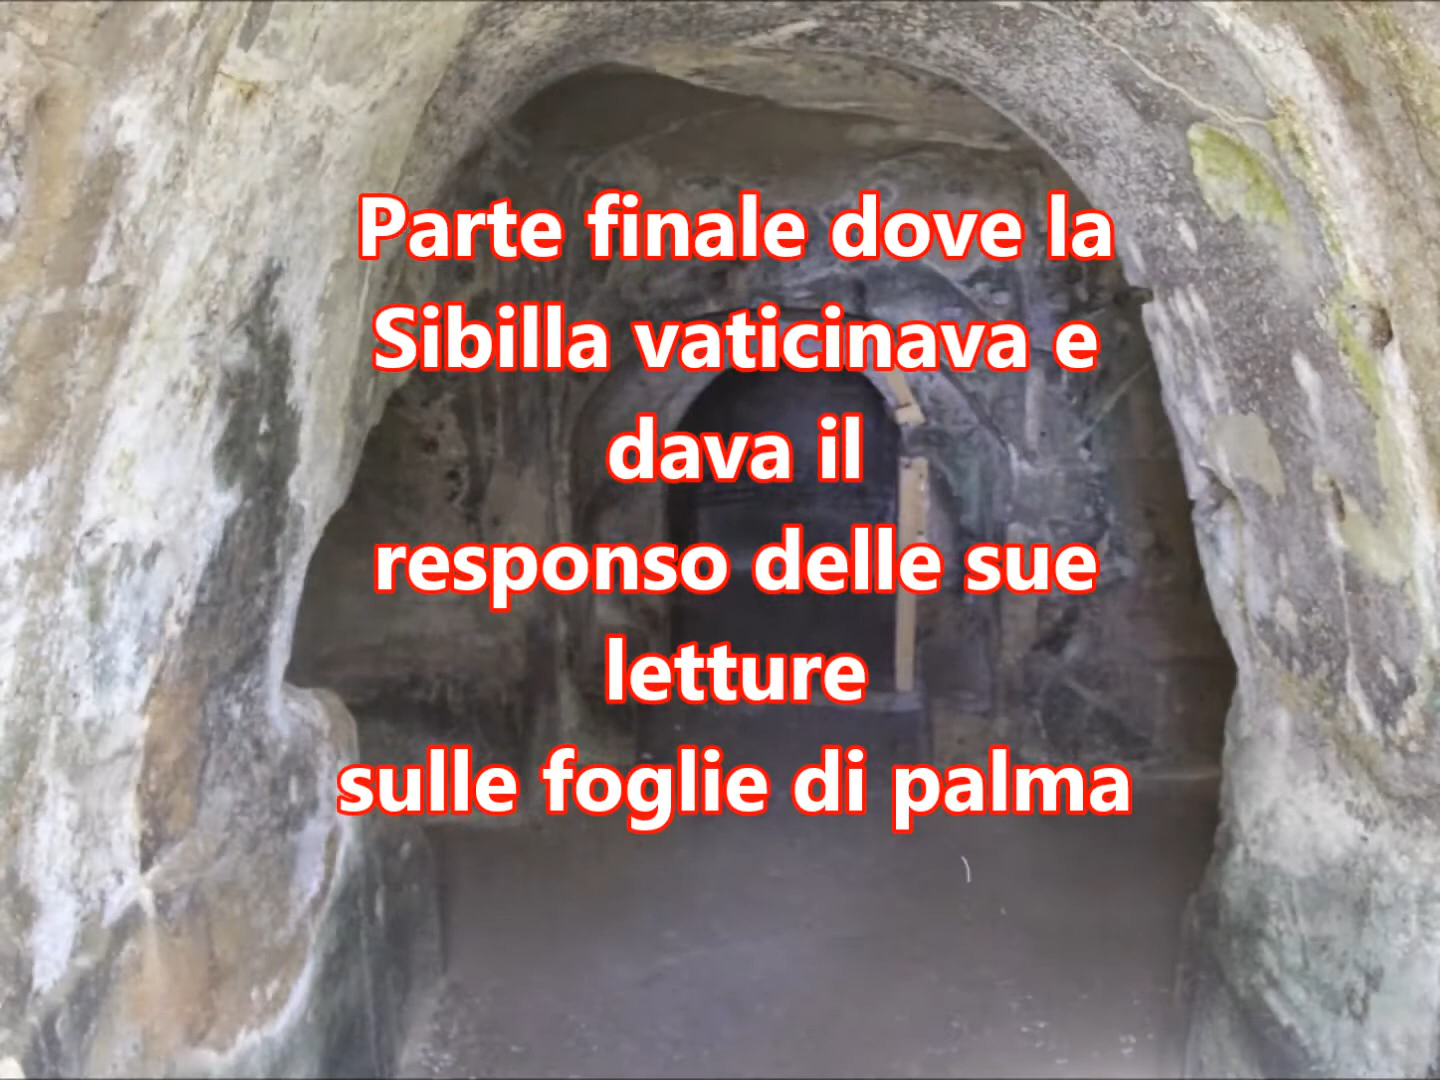 Parte finale dove la
Sibilla vaticinava e
dava il
responso delle sue
letture
sulle foglie di palma